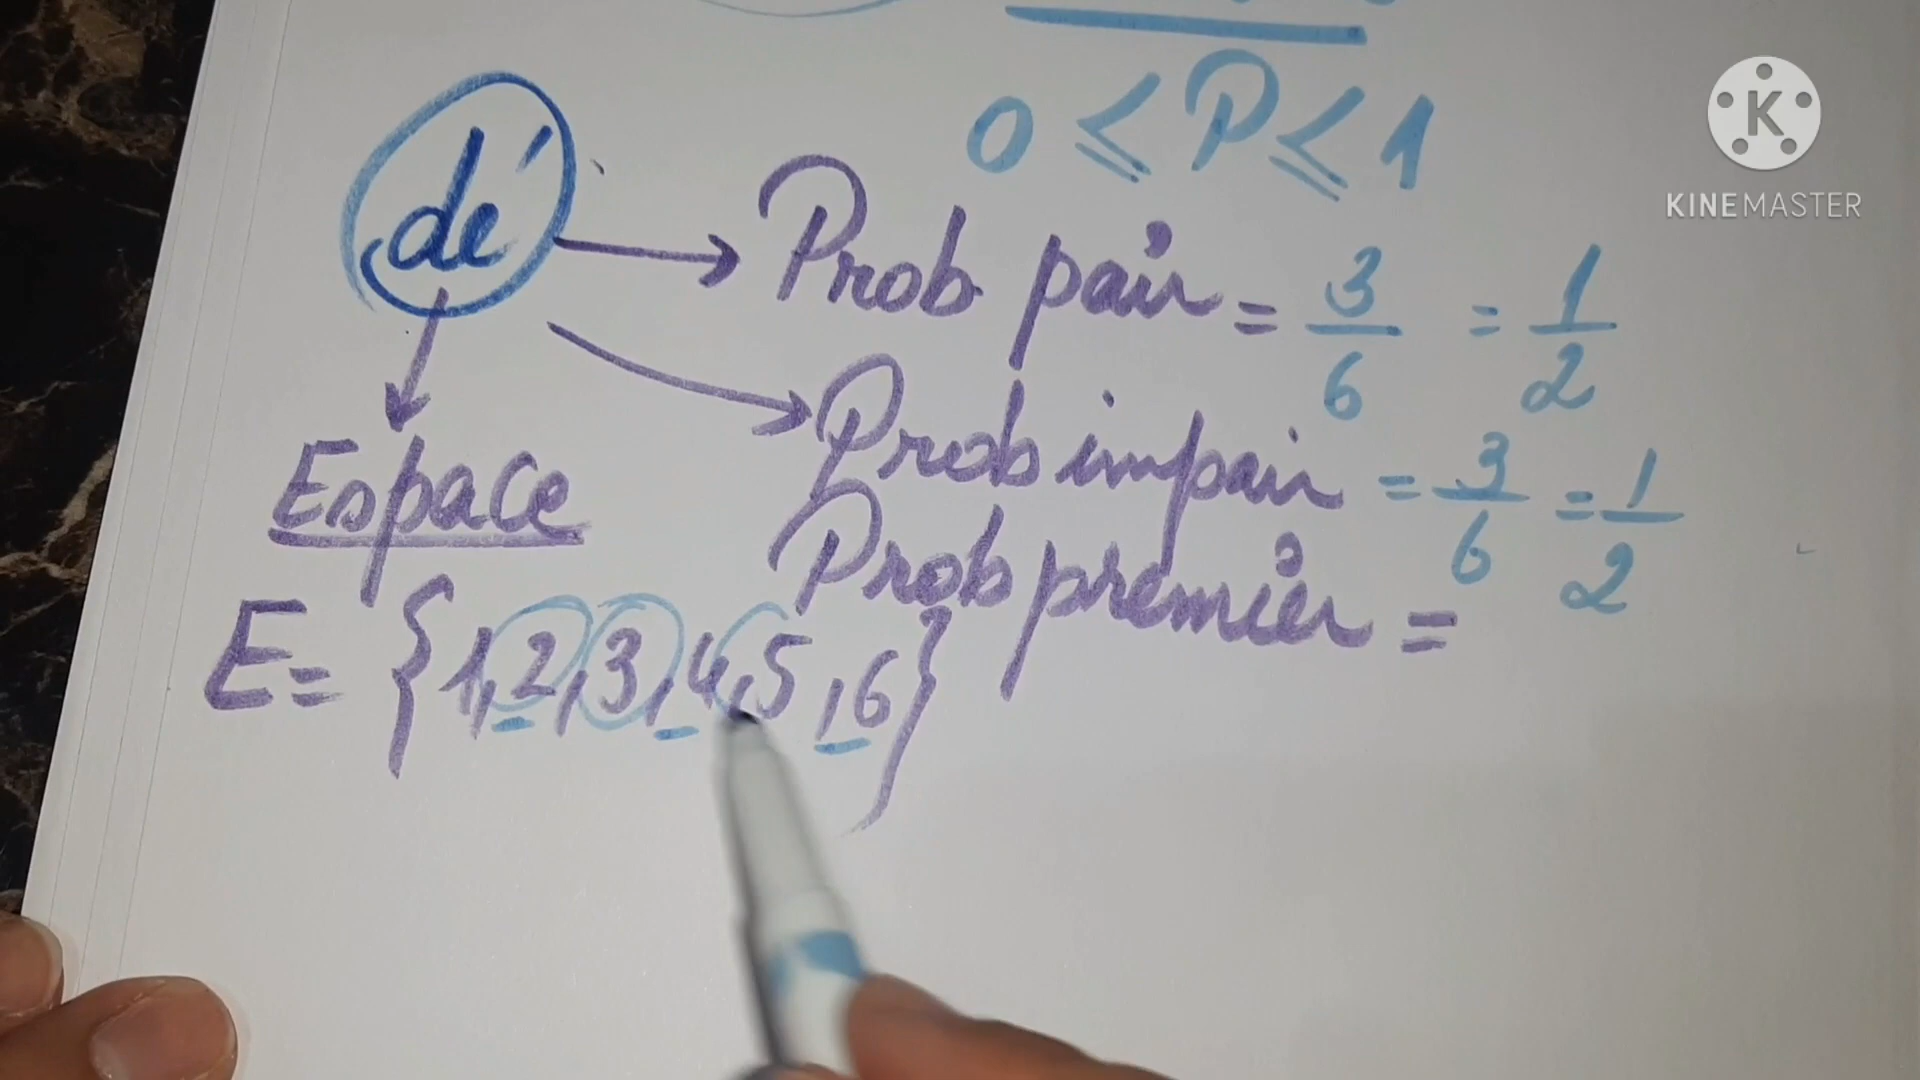 0 ≤ P ≤ 1
K
KINEMASTER
dé
Prob pair = 3/6 = 1/2
Prob impair = 3/6 = 1/2
Espace
Prob premier =
E = {1, 2, 3, 4, 5, 6}